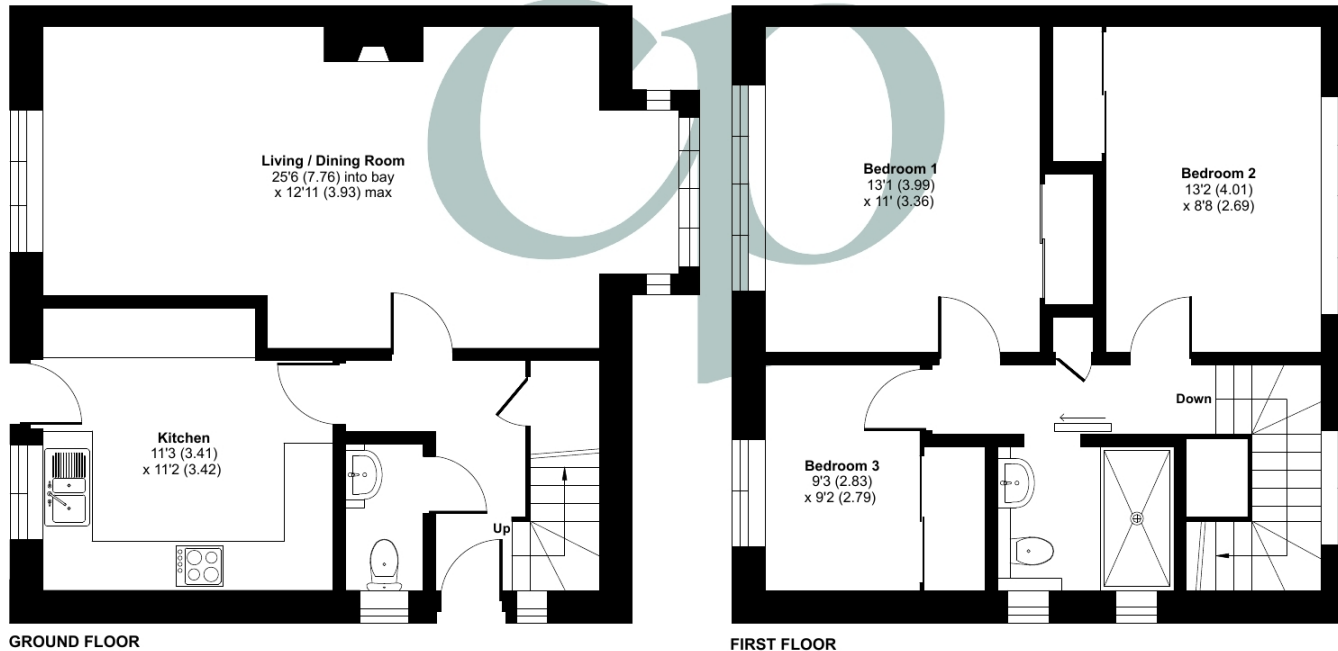 Living / Dining Room
25'6 (7.76) into bay
x 12'11 (3.93) max
Kitchen
11'3 (3.41)
x 11'2 (3.42)
Up
GROUND FLOOR
Bedroom 1
13'1 (3.99)
x 11' (3.36)
Bedroom 2
13'2 (4.01)
x 8'8 (2.69)
Down
Bedroom 3
9'3 (2.83)
x 9'2 (2.79)
FIRST FLOOR
cp